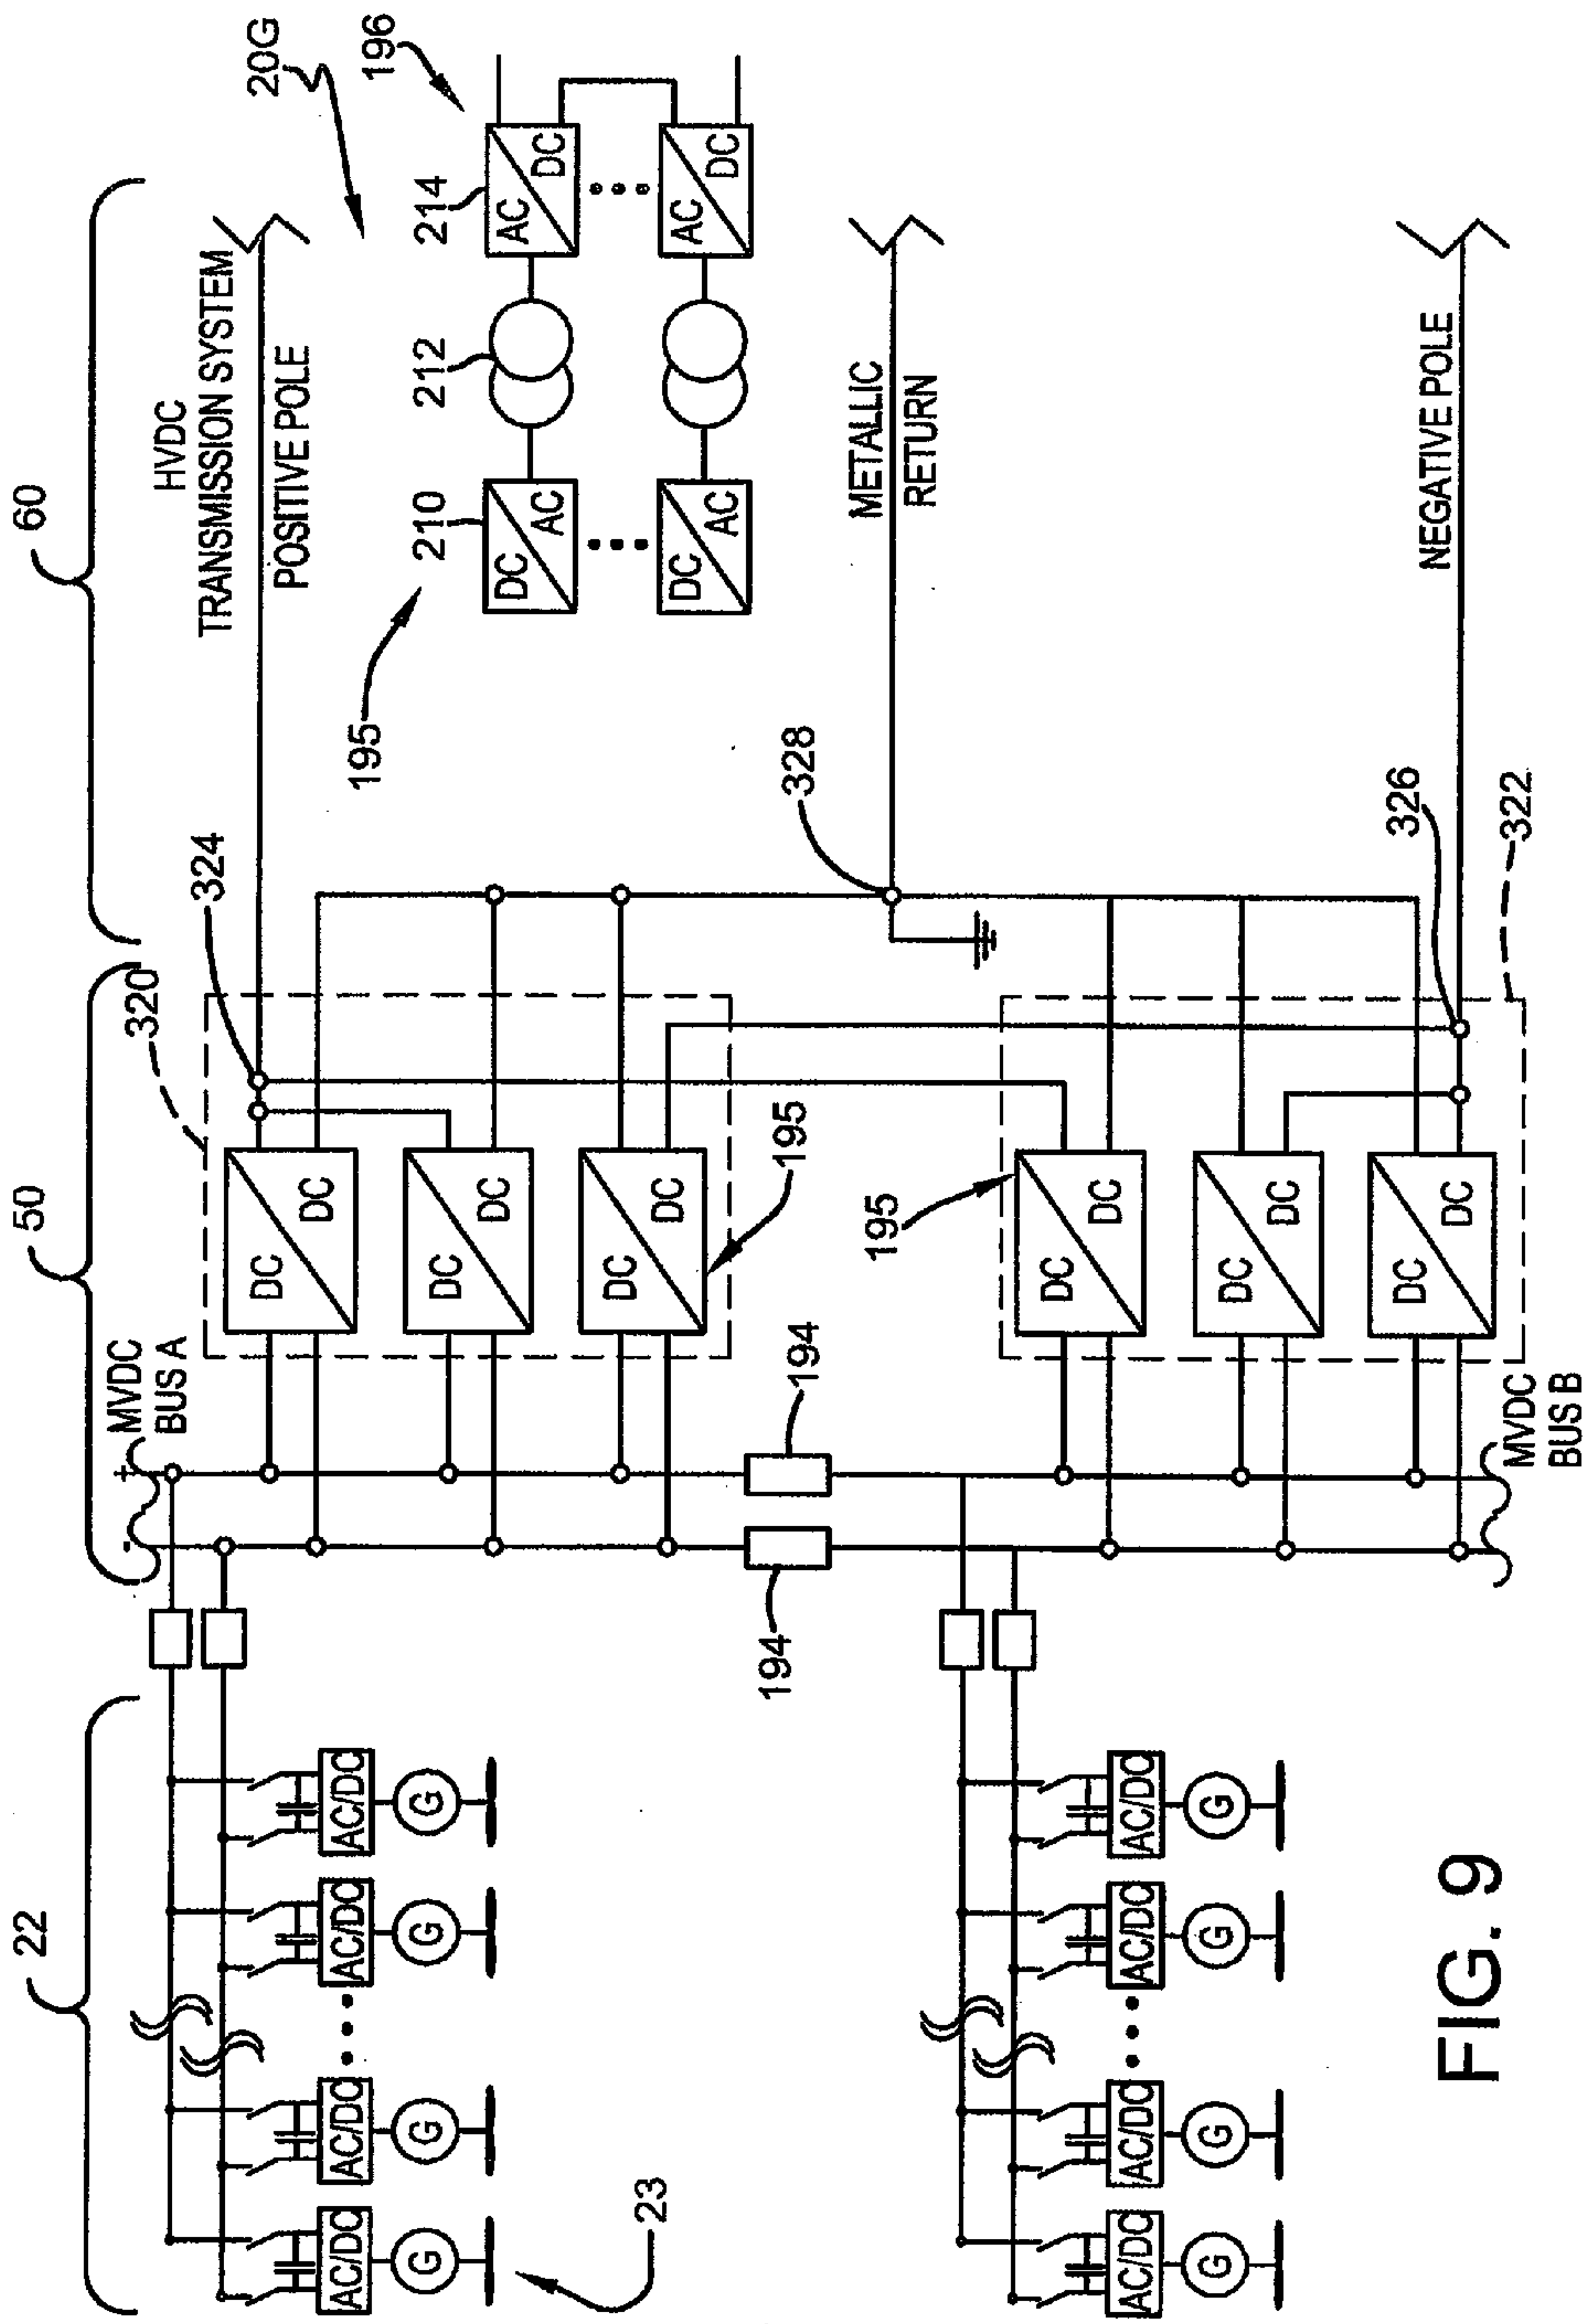 22
50
60
MVDC
BUS A
+
-
320
324
HVDC
TRANSMISSION SYSTEM
POSITIVE POLE
20G
196
195
210
212
214
DC
AC
AC
DC
DC
AC
AC
DC
DC
DC
DC
DC
DC
DC
195
194
194
328
METALLIC
RETURN
AC/DC
AC/DC
AC/DC
AC/DC
G
G
G
G
23
195
DC
DC
DC
DC
DC
DC
326
322
NEGATIVE POLE
MVDC
BUS B
AC/DC
AC/DC
AC/DC
AC/DC
G
G
G
G
FIG. 9